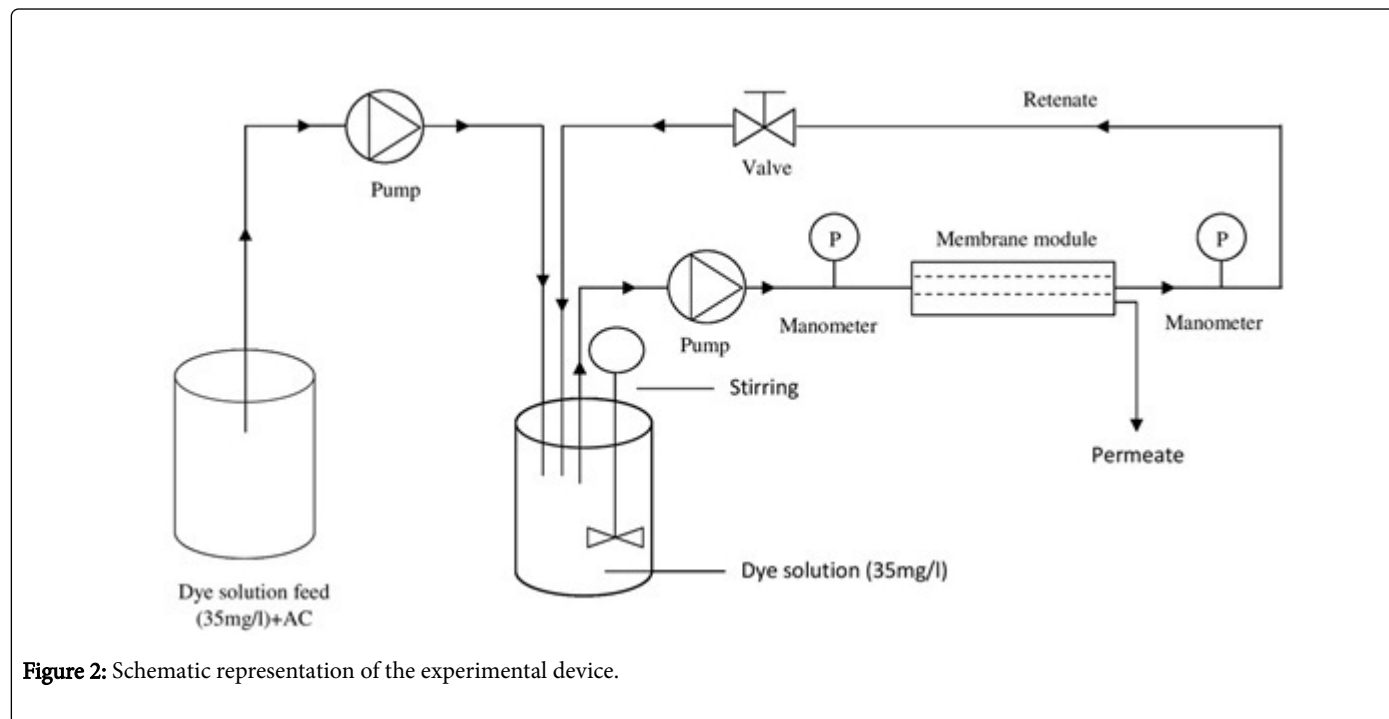 Retenate
Pump
Valve
P
P
Membrane module
Manometer
Manometer
Pump
Stirring
Permeate
Dye solution (35mg/l)
Dye solution feed
(35mg/l)+AC
Figure 2: Schematic representation of the experimental device.